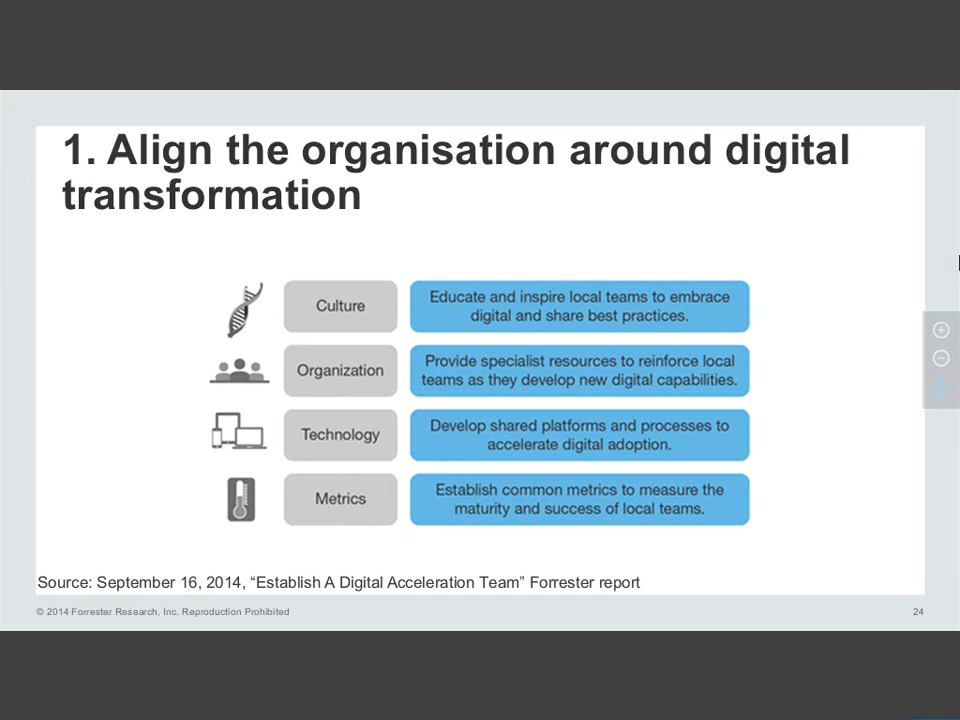 1. Align the organisation around digital
transformation
Culture
Educate and inspire local teams to embrace
digital and share best practices.
Organization
Provide specialist resources to reinforce local
teams as they develop new digital capabilities.
Technology
Develop shared platforms and processes to
accelerate digital adoption.
Metrics
Establish common metrics to measure the
maturity and success of local teams.
Source: September 16, 2014, “Establish A Digital Acceleration Team” Forrester report
© 2014 Forrester Research, Inc. Reproduction Prohibited
24